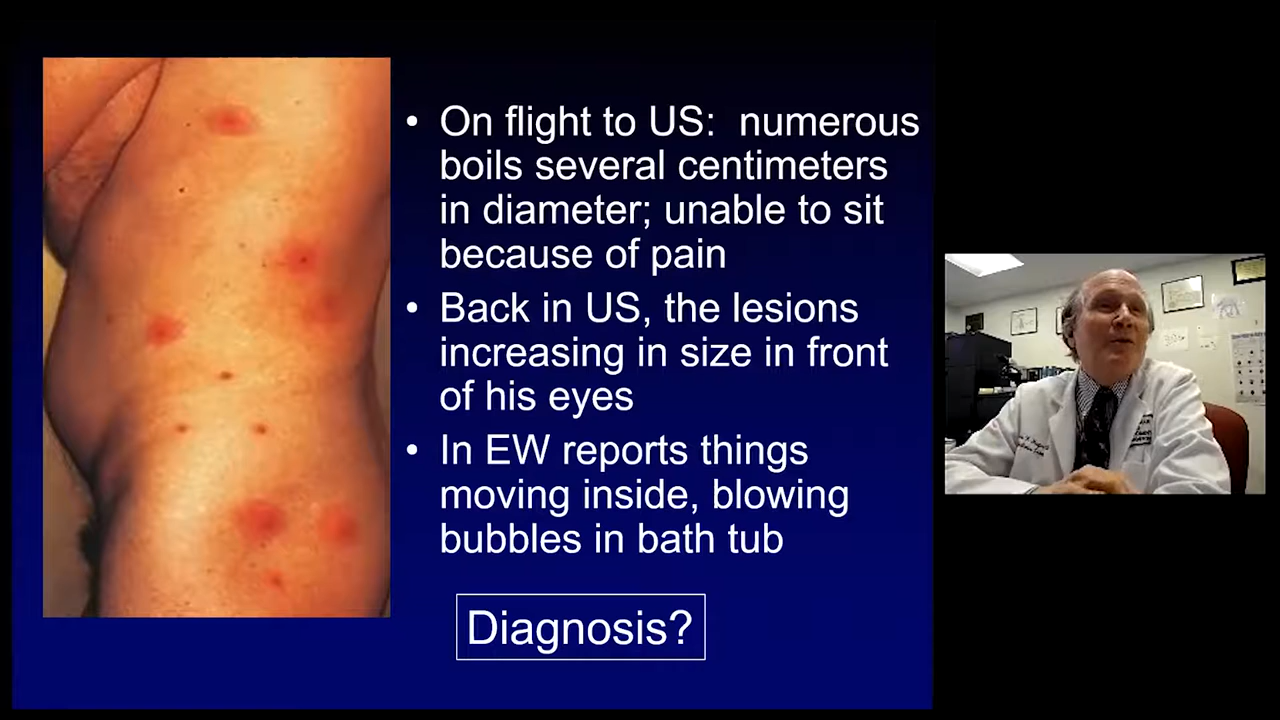 • On flight to US: numerous
boils several centimeters
in diameter; unable to sit
because of pain
• Back in US, the lesions
increasing in size in front
of his eyes
• In EW reports things
moving inside, blowing
bubbles in bath tub
Diagnosis?